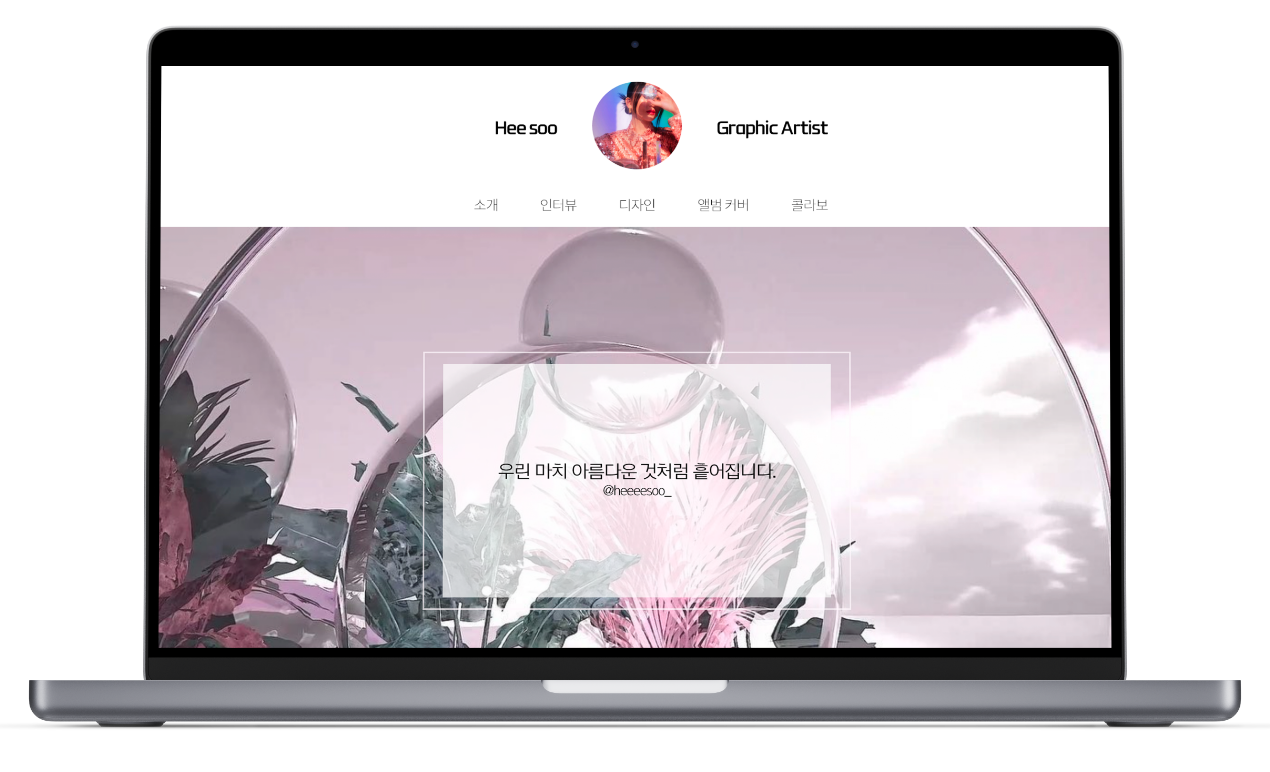 Hee soo
Graphic Artist
소개 인터뷰 디자인 앨범 커버 콜라보
우린 마치 아름다운 것처럼 흩어집니다.
@heeeesoo_